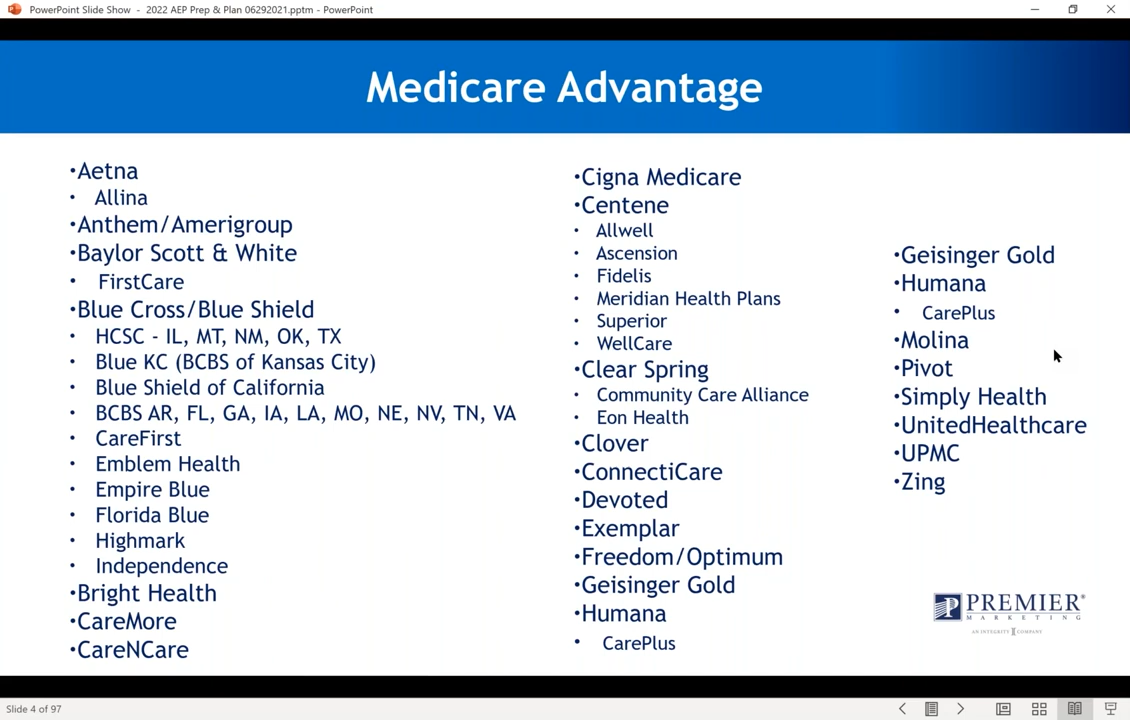 PowerPoint Slide Show - 2022 AEP Prep & Plan 06292021.pptm - PowerPoint
Medicare Advantage
•Aetna
• Allina
•Anthem/Amerigroup
•Baylor Scott & White
• FirstCare
•Blue Cross/Blue Shield
• HCSC - IL, MT, NM, OK, TX
• Blue KC (BCBS of Kansas City)
• Blue Shield of California
• BCBS AR, FL, GA, IA, LA, MO, NE, NV, TN, VA
• CareFirst
• Emblem Health
• Empire Blue
• Florida Blue
• Highmark
• Independence
•Bright Health
•CareMore
•CareNCare
•Cigna Medicare
•Centene
• Allwell
• Ascension
• Fidelis
• Meridian Health Plans
• Superior
• WellCare
•Clear Spring
• Community Care Alliance
• Eon Health
•Clover
•ConnectiCare
•Devoted
•Exemplar
•Freedom/Optimum
•Geisinger Gold
•Humana
• CarePlus
•Geisinger Gold
•Humana
• CarePlus
•Molina
•Pivot
•Simply Health
•UnitedHealthcare
•UPMC
•Zing
PREMIER®
MARKETING
AN INTEGRITY COMPANY
Slide 4 of 97